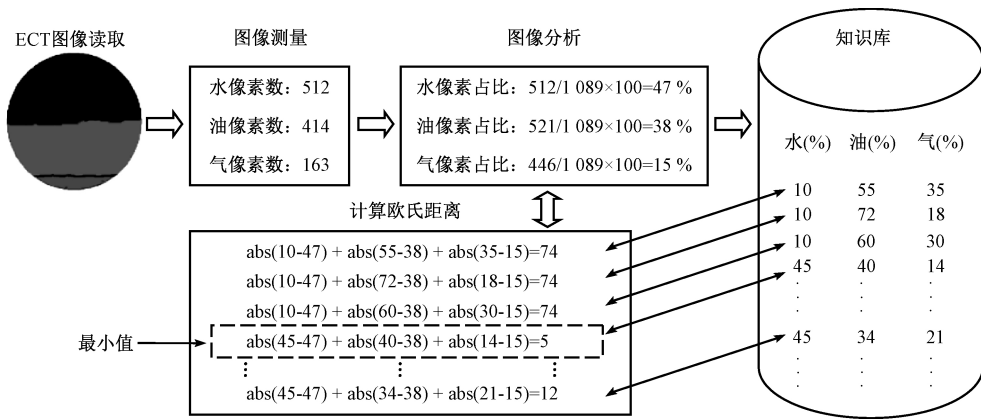 ECT图像读取
图像测量
图像分析
知识库
水像素数：512
油像素数：414
气像素数：163
水像素占比：512/1 089×100=47 %
油像素占比：521/1 089×100=38 %
气像素占比：446/1 089×100=15 %
水(%) 油(%) 气(%)
10 55 35
10 72 18
10 60 30
45 40 14
. . .
. . .
45 34 21
. . .
. . .
. . .
计算欧氏距离
abs(10-47) + abs(55-38) + abs(35-15)=74
abs(10-47) + abs(72-38) + abs(18-15)=74
abs(10-47) + abs(60-38) + abs(30-15)=74
最小值
abs(45-47) + abs(40-38) + abs(14-15)=5
⋮ ⋮ ⋮
abs(45-47) + abs(34-38) + abs(21-15)=12